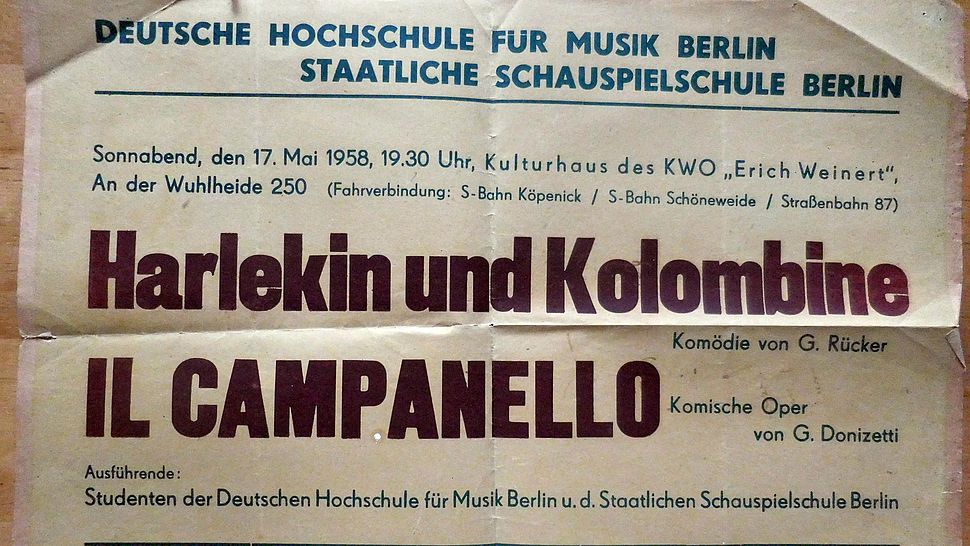 DEUTSCHE HOCHSCHULE FÜR MUSIK BERLIN
STAATLICHE SCHAUSPIELSCHULE BERLIN
Sonnabend, den 17. Mai 1958, 19.30 Uhr, Kulturhaus des KWO „Erich Weinert“,
An der Wuhlheide 250 (Fahrverbindung: S-Bahn Köpenick / S-Bahn Schöneweide / Straßenbahn 87)
Harlekin und Kolombine
Komödie von G. Rücker
IL CAMPANELLO
Komische Oper
von G. Donizetti
Ausführende:
Studenten der Deutschen Hochschule für Musik Berlin u. d. Staatlichen Schauspielschule Berlin